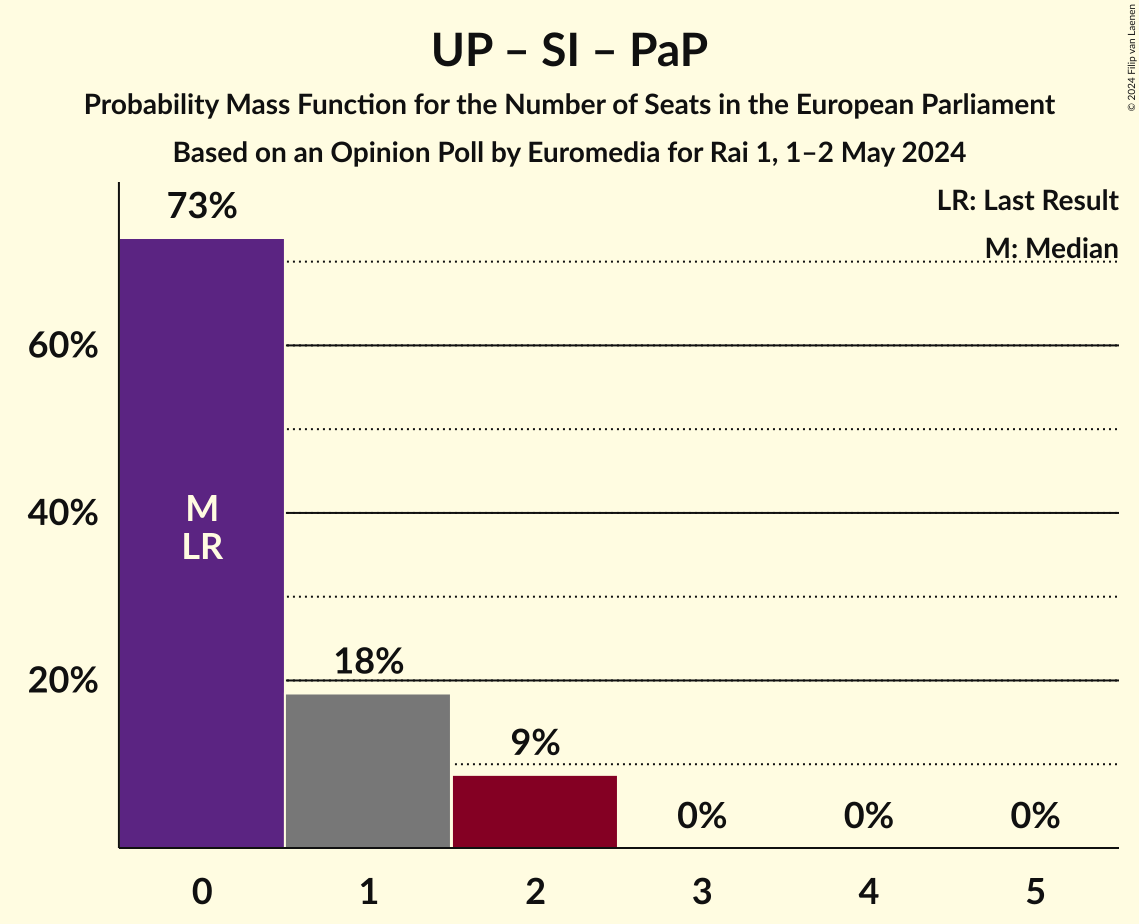 UP – SI – PaP
Probability Mass Function for the Number of Seats in the European Parliament
Based on an Opinion Poll by Euromedia for Rai 1, 1–2 May 2024
© 2024 Filip van Laenen
LR: Last Result
M: Median
73%
60%
40%
20%
M
LR
18%
9%
0%
0%
0%
0
1
2
3
4
5